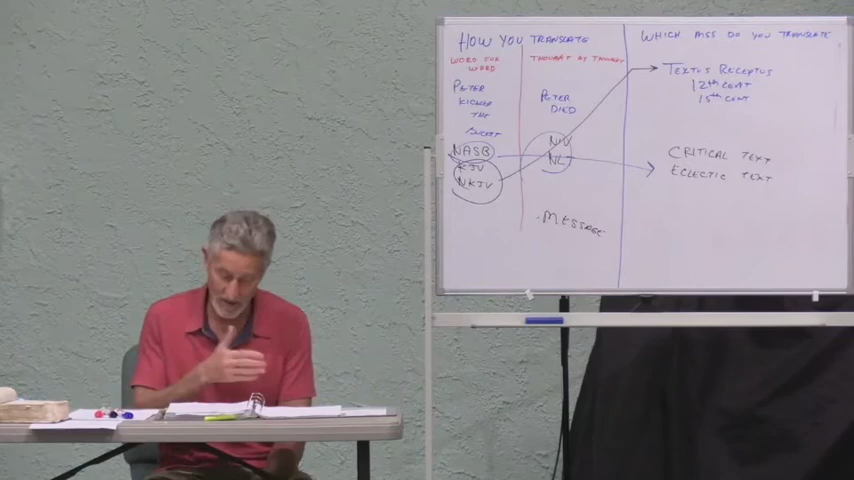 HOW YOU TRANSLATE
WORD FOR
WORD
PETER
KICKED
THE
BUCKET
NASB
KJV
NKJV
THOUGHT BY THOUGHT
PETER
DIED
NIV
NL
MESSAGE
WHICH MSS DO YOU TRANSLATE
TEXTUS RECEPTUS
12th CENT
15th CENT
CRITICAL TEXT
ECLECTIC TEXT